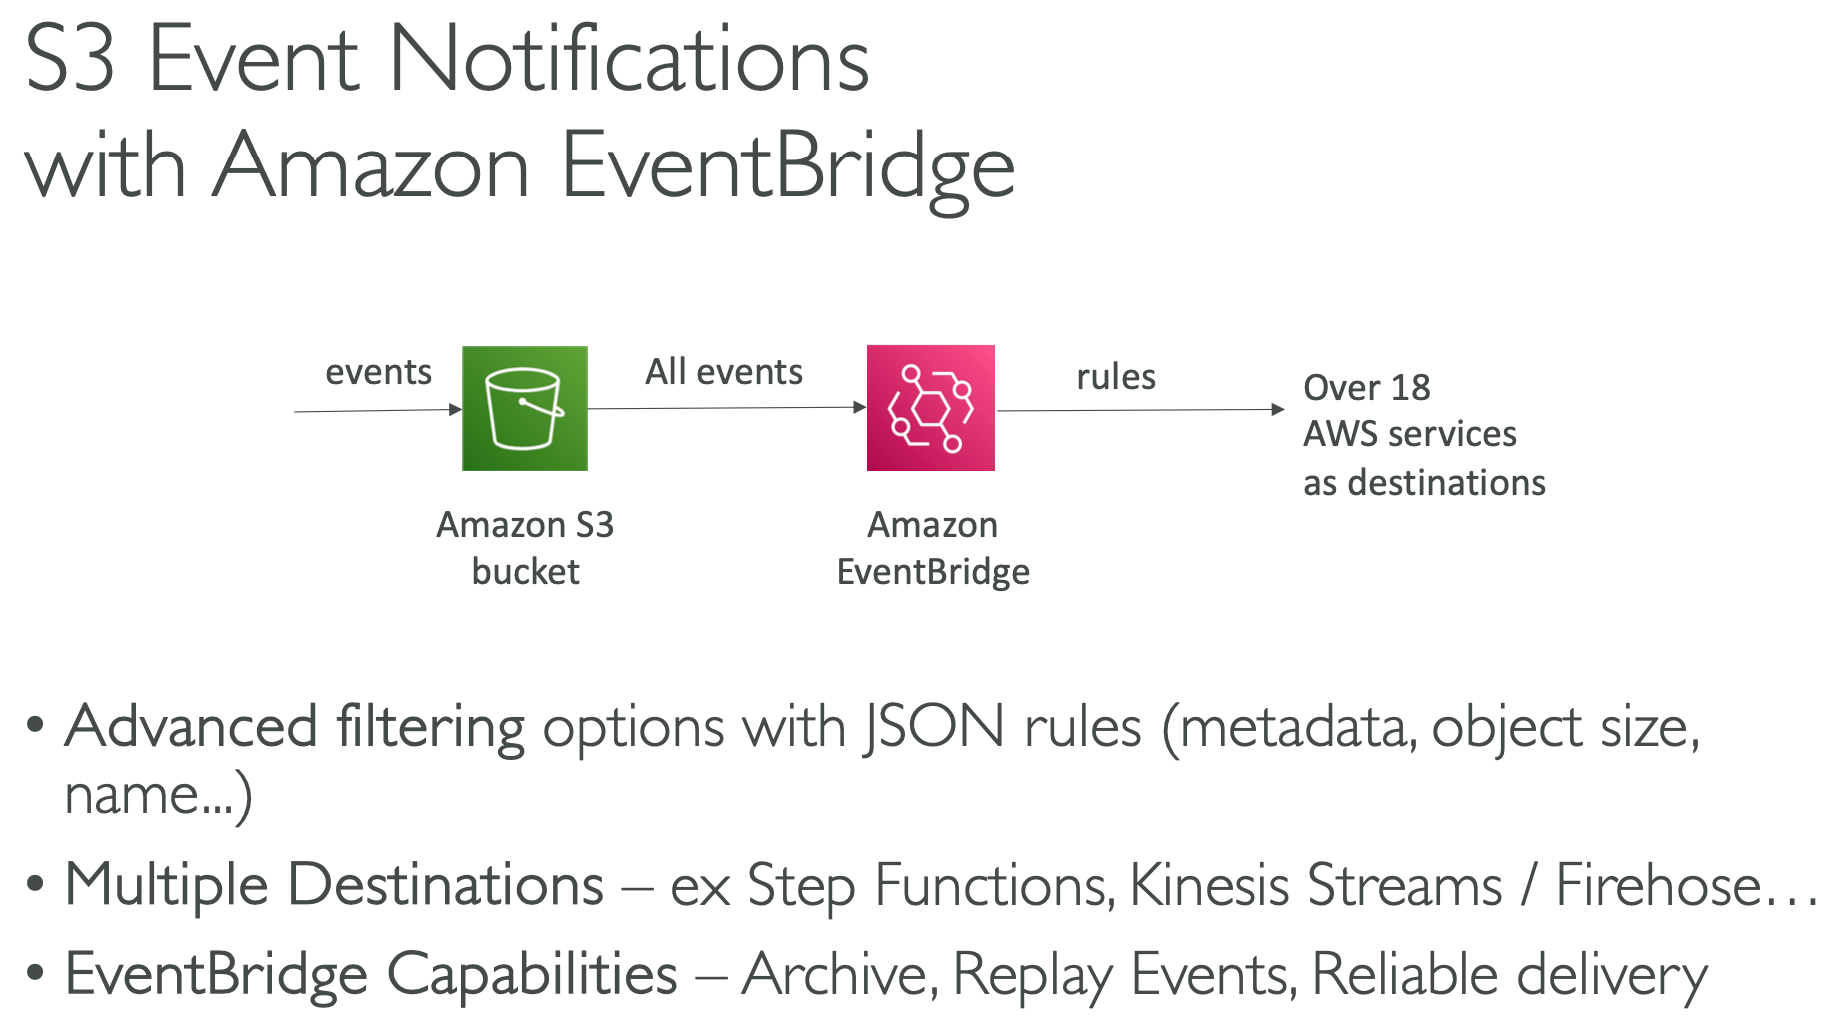 S3 Event Notifications
with Amazon EventBridge
events
All events
rules
Over 18
AWS services
as destinations
Amazon S3
bucket
Amazon
EventBridge
• Advanced filtering options with JSON rules (metadata, object size,
name...)
• Multiple Destinations – ex Step Functions, Kinesis Streams / Firehose…
• EventBridge Capabilities – Archive, Replay Events, Reliable delivery